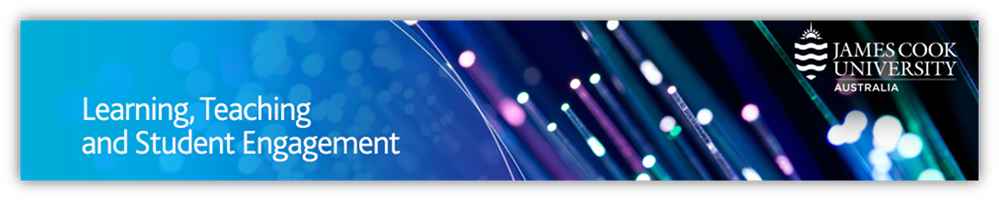 Learning, Teaching
and Student Engagement
JAMES COOK
UNIVERSITY
AUSTRALIA